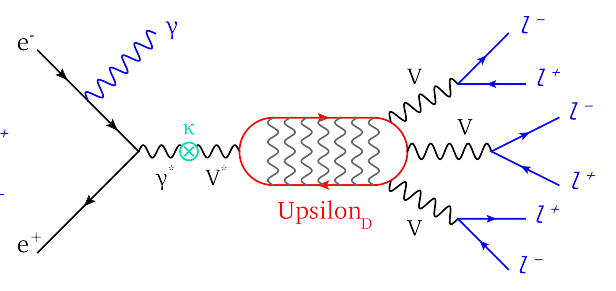 e⁻
γ
+
-
e⁺
κ
γ*
V*
Upsilon_D
V
l⁻
l⁺
V
l⁻
l⁺
V
l⁺
l⁻